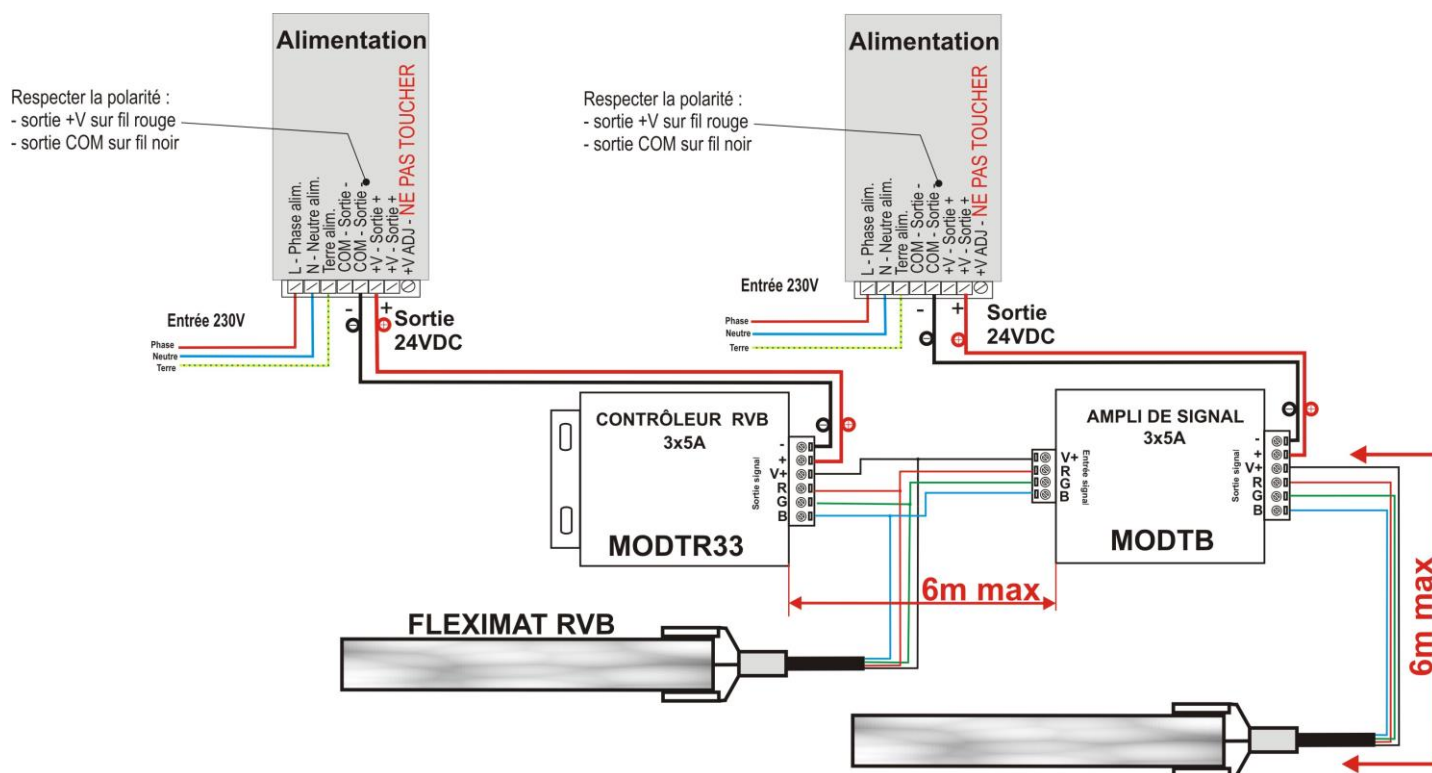 Alimentation
Respecter la polarité :
- sortie +V sur fil rouge
- sortie COM sur fil noir
L - Phase alim.
N - Neutre alim.
Terre alim.
COM - Sortie -
COM - Sortie -
+V - Sortie +
+V - Sortie +
+V ADJ - NE PAS TOUCHER
Entrée 230V
Phase
Neutre
Terre
-
+
Sortie
24VDC
Alimentation
Respecter la polarité :
- sortie +V sur fil rouge
- sortie COM sur fil noir
L - Phase alim.
N - Neutre alim.
Terre alim.
COM - Sortie -
COM - Sortie -
+V - Sortie +
+V - Sortie +
+V ADJ - NE PAS TOUCHER
Entrée 230V
Phase
Neutre
Terre
-
+
Sortie
24VDC
CONTRÔLEUR RVB
3x5A
-
+
V+
R
G
B
Sortie signal
MODTR33
AMPLI DE SIGNAL
3x5A
V+
R
G
B
Entrée signal
-
+
V+
R
G
B
Sortie signal
MODTB
6m max
6m max
FLEXIMAT RVB